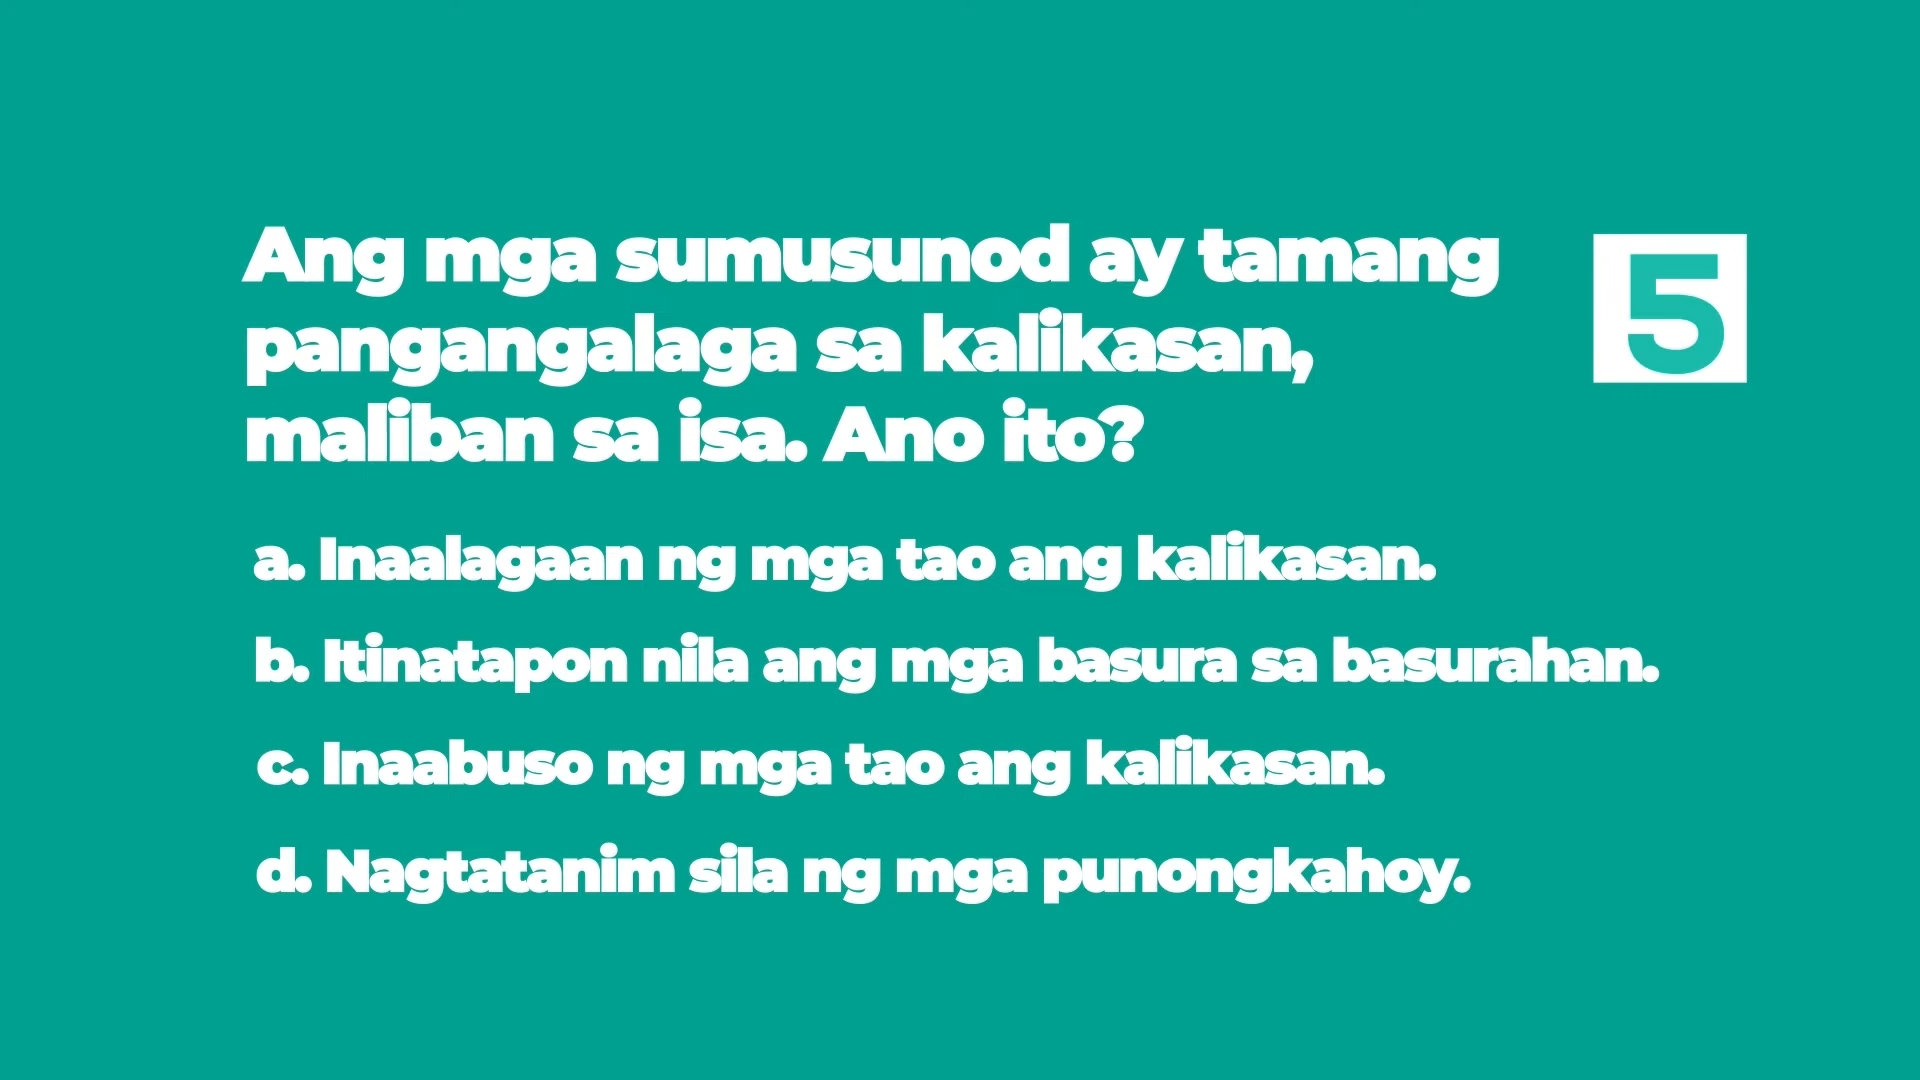 Ang mga sumusunod ay tamang
pangangalaga sa kalikasan,
maliban sa isa. Ano ito?
5
a. Inaalagaan ng mga tao ang kalikasan.
b. Itinatapon nila ang mga basura sa basurahan.
c. Inaabuso ng mga tao ang kalikasan.
d. Nagtatanim sila ng mga punongkahoy.